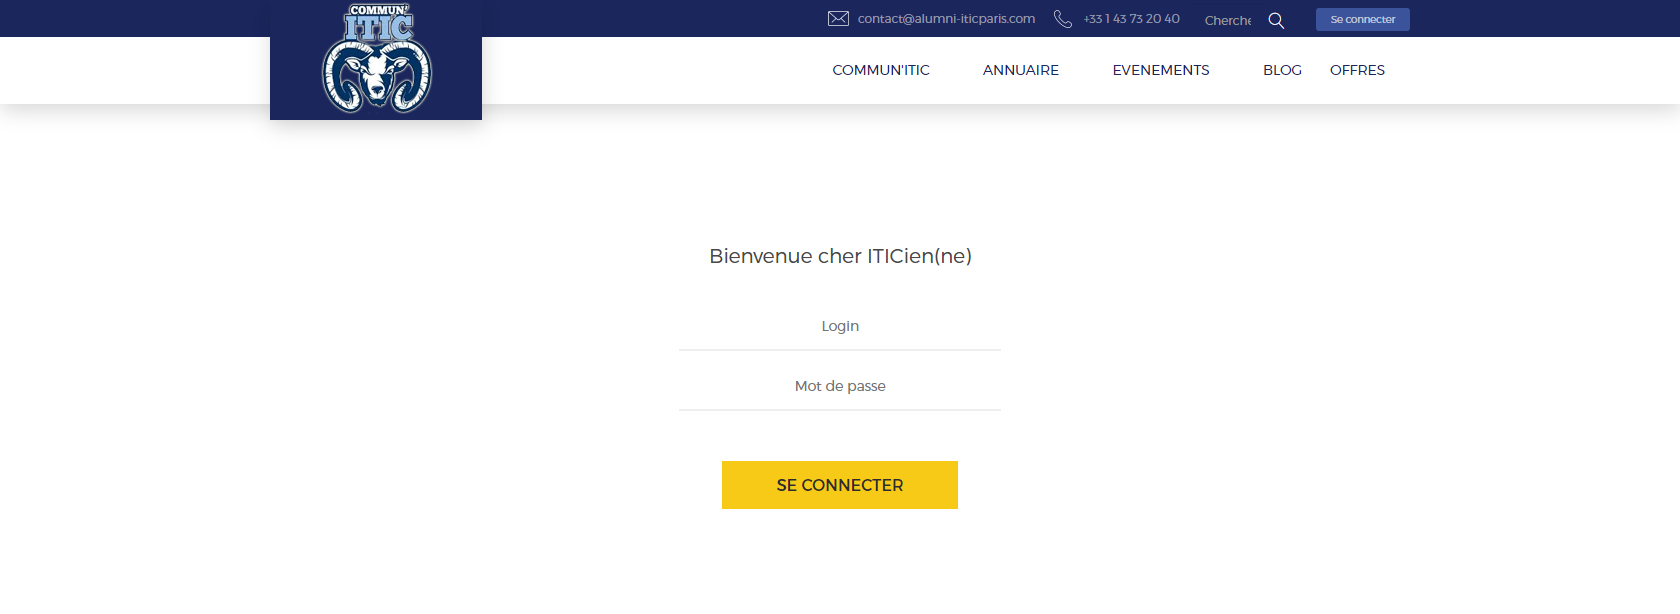 COMMUN'
ITIC
contact@alumni-iticparis.com
+33 1 43 73 20 40
Cherche
Se connecter
COMMUN'ITIC
ANNUAIRE
EVENEMENTS
BLOG
OFFRES
Bienvenue cher ITICien(ne)
Login
Mot de passe
SE CONNECTER